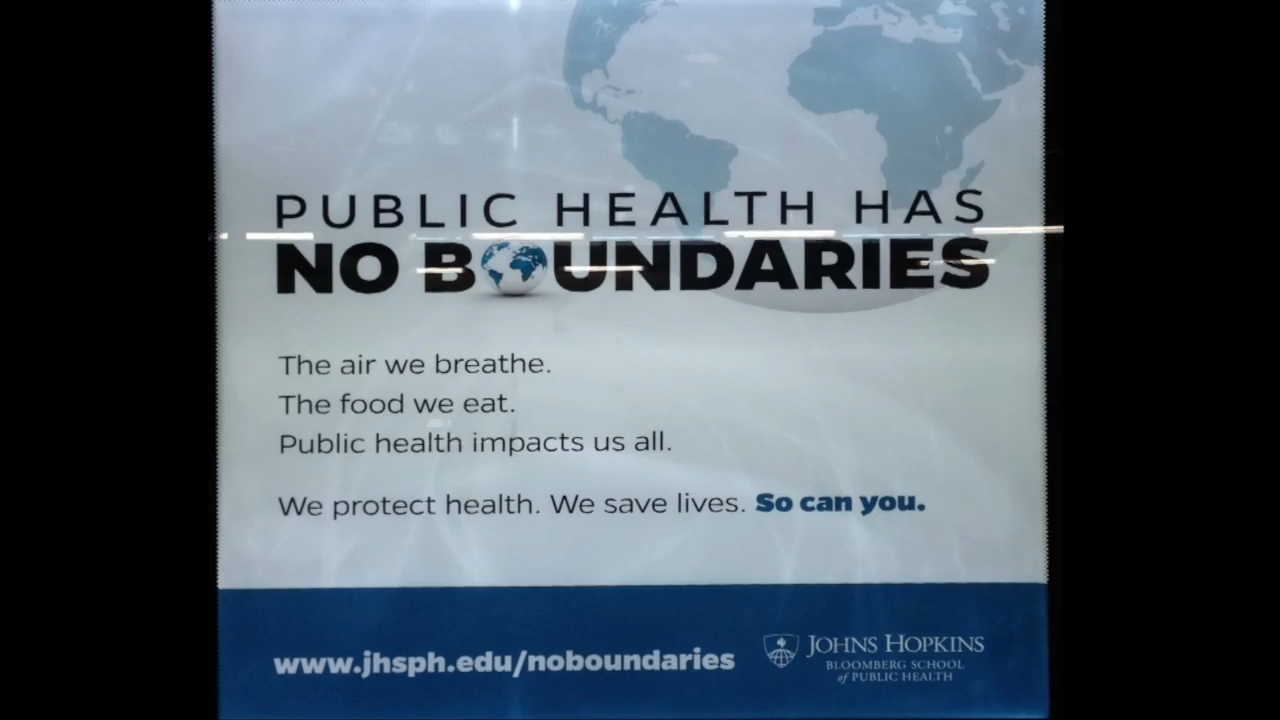 PUBLIC HEALTH HAS
NO BOUNDARIES
The air we breathe.
The food we eat.
Public health impacts us all.
We protect health. We save lives. So can you.
www.jhsph.edu/noboundaries
JOHNS HOPKINS
BLOOMBERG SCHOOL
of PUBLIC HEALTH